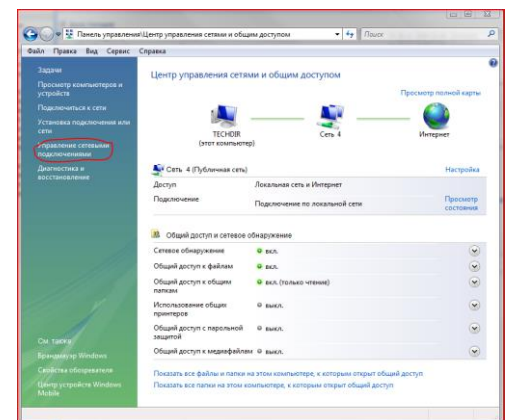 Панель управления\Центр управления сетями и общим доступом
Поиск
Файл Правка Вид Сервис Справка
Задачи
Просмотр компьютеров и
устройств
Подключиться к сети
Установка подключения или
сети
Управление сетевыми
подключениями
Диагностика и
восстановление
См. также
Брандмауэр Windows
Свойства обозревателя
Центр устройств Windows
Mobile
Центр управления сетями и общим доступом
Просмотр полной карты
TECHDIR
(этот компьютер)
Сеть 4
Интернет
Сеть 4 (Публичная сеть)
Настройка
Доступ
Локальная сеть и Интернет
Подключение
Подключение по локальной сети
Просмотр
состояния
Общий доступ и сетевое обнаружение
Сетевое обнаружение
вкл.
Общий доступ к файлам
вкл.
Общий доступ к общим
папкам
вкл. (только чтение)
Использование общих
принтеров
выкл.
Общий доступ с парольной
защитой
выкл.
Общий доступ к медиафайлам
выкл.
Показать все файлы и папки на этом компьютере, к которым открыт общий доступ
Показать все папки на этом компьютере, к которым открыт общий доступ